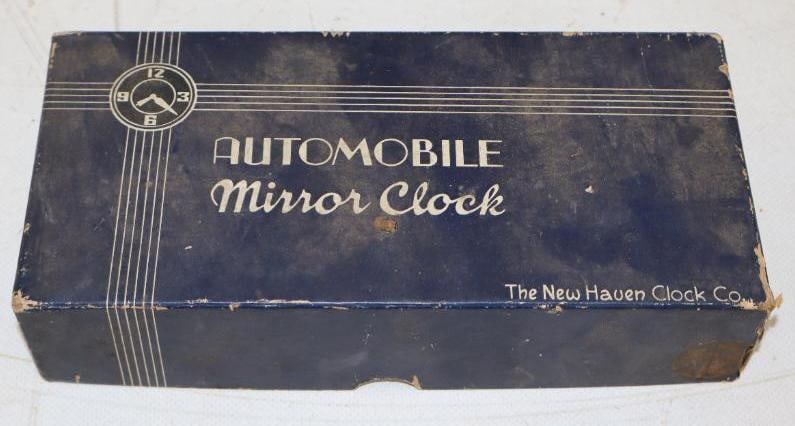 12
9 3
6
AUTOMOBILE
Mirror Clock
The New Haven Clock Co.